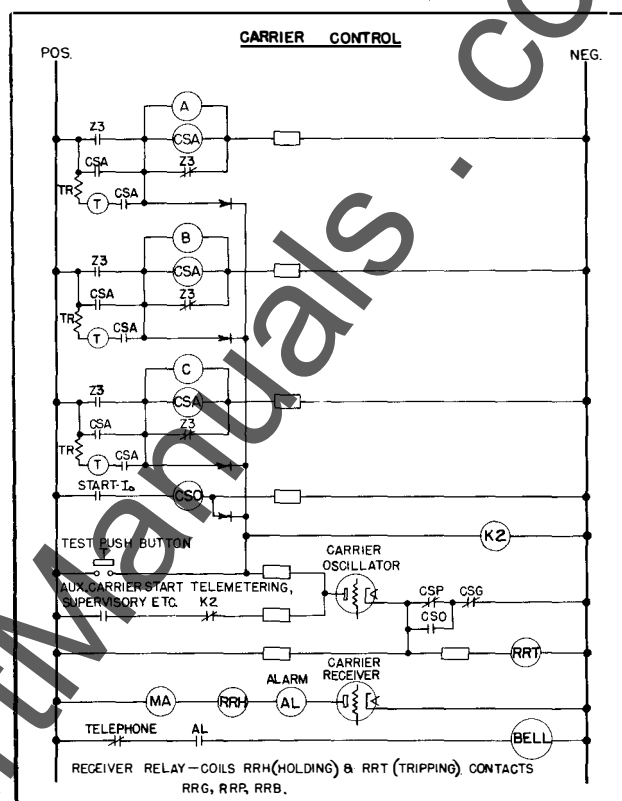 CARRIER CONTROL
POS. NEG.
A
Z3 CSA
CSA Z3
TR T CSA
B
Z3 CSA
CSA Z3
TR T CSA
C
Z3 CSA
CSA Z3
TR T CSA
START-I₀ CSO
K2
TEST PUSH BUTTON
CARRIER
OSCILLATOR
AUX. CARRIER START TELEMETERING,
SUPERVISORY ETC. K2
CSP CSG
CSO
RRT
ALARM
CARRIER
RECEIVER
MA RRH AL
TELEPHONE AL
BELL
RECEIVER RELAY-COILS RRH(HOLDING) & RRT (TRIPPING). CONTACTS
RRG, RRP, RRB.